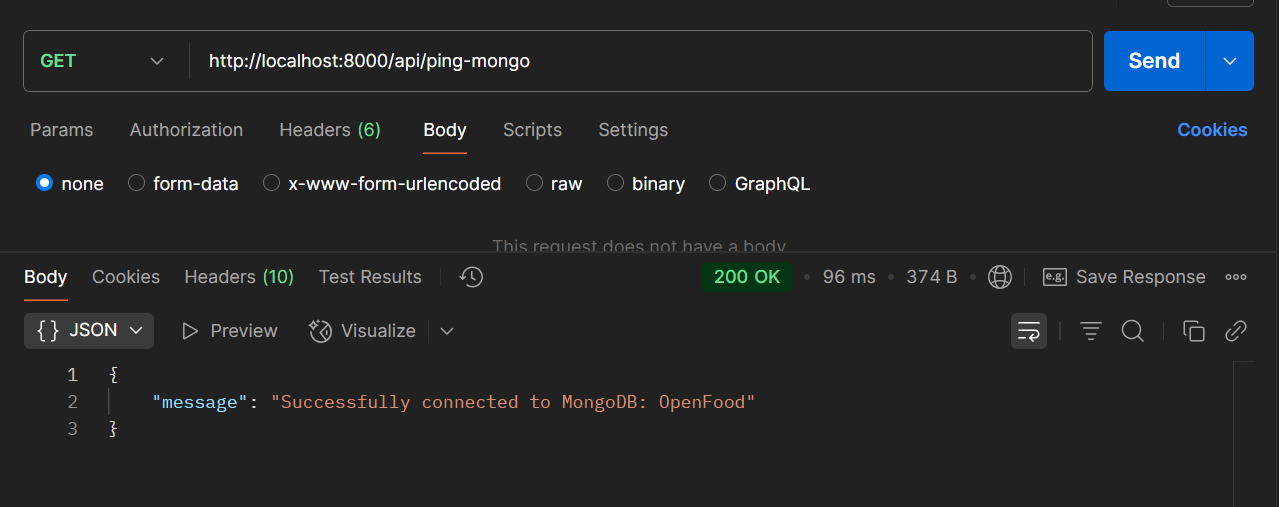 GET http://localhost:8000/api/ping-mongo Send
Params Authorization Headers (6) Body Scripts Settings Cookies
none form-data x-www-form-urlencoded raw binary GraphQL
This request does not have a body
Body Cookies Headers (10) Test Results 200 OK • 96 ms • 374 B • e.g. Save Response
{} JSON Preview Visualize
1 {
2 "message": "Successfully connected to MongoDB: OpenFood"
3 }